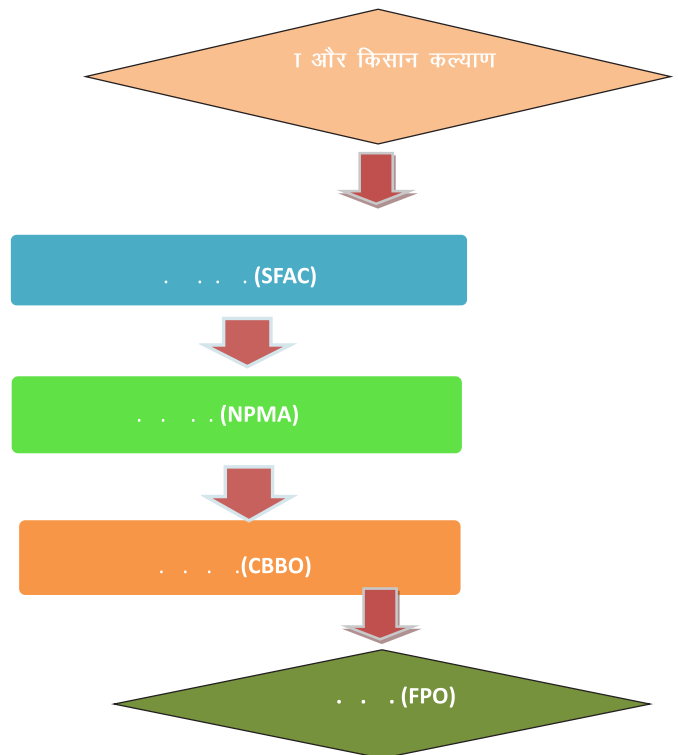 ा और किसान कल्याण
. . . . (SFAC)
. . . . (NPMA)
. . . .(CBBO)
. . . (FPO)